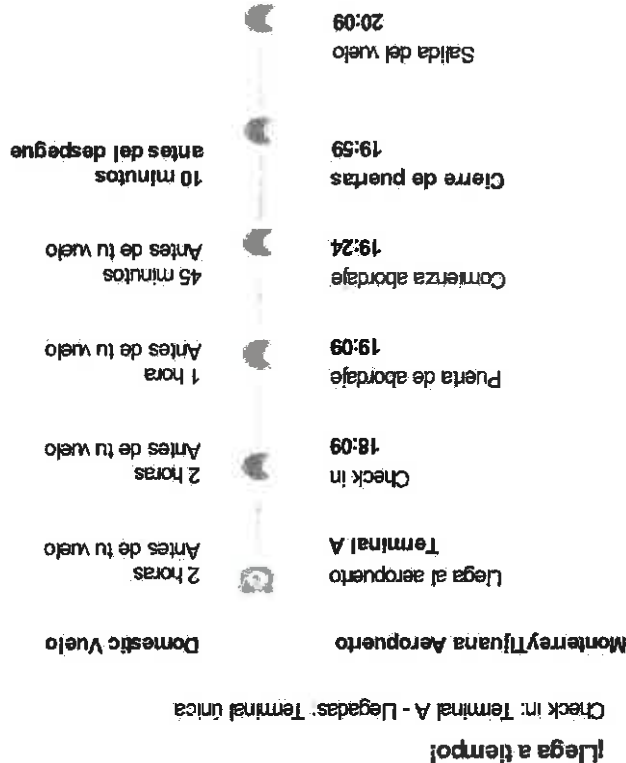 ¡Llega a tiempo!
Check in: Terminal A - Llegadas: Terminal única
MonterreyTijuana Aeropuerto
Domestic Vuelo
Llega al aeropuerto
Terminal A
2 horas
Antes de tu vuelo
Check in
18:09
2 horas
Antes de tu vuelo
Puerta de abordaje
19:09
1 hora
Antes de tu vuelo
Comienza abordaje
19:24
45 minutos
Antes de tu vuelo
Cierre de puertas
19:59
10 minutos
antes del despegue
Salida del vuelo
20:09